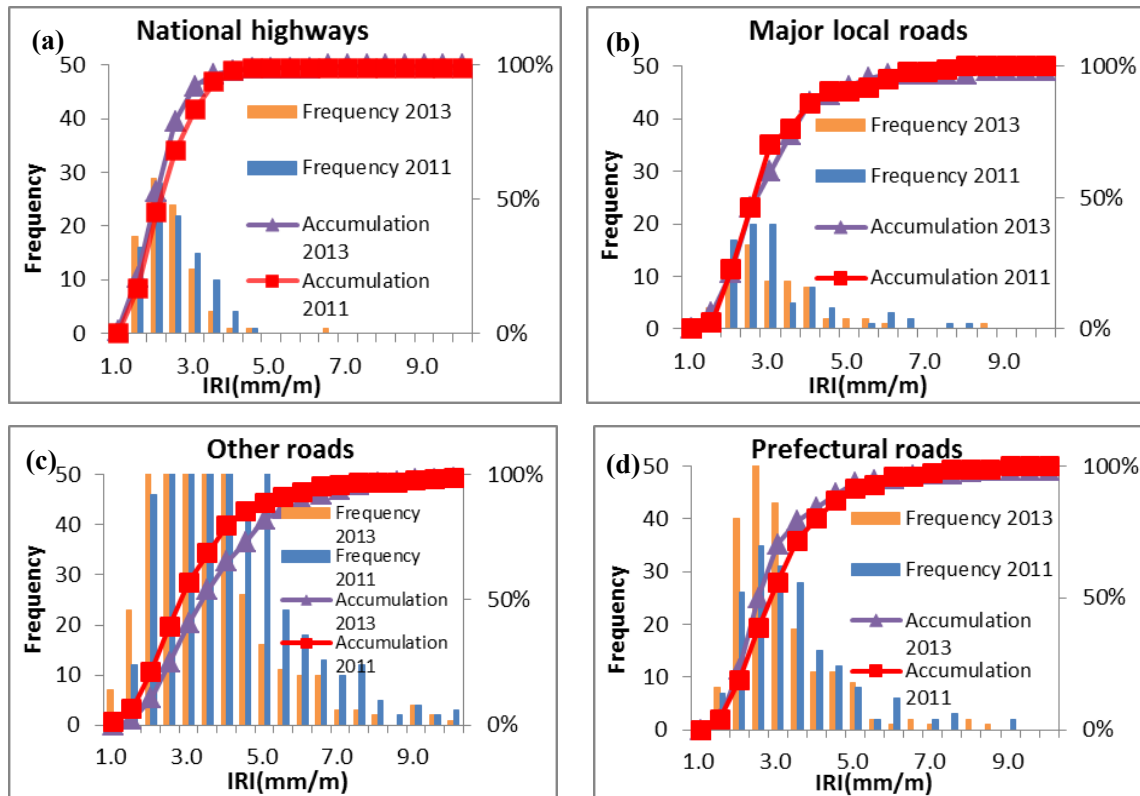 (a)
National highways
50
40
30
20
10
0
Frequency
100%
50%
0%
Frequency 2013
Frequency 2011
Accumulation
2013
Accumulation
2011
1.0 3.0 5.0 7.0 9.0
IRI(mm/m)
(b)
Major local roads
50
40
30
20
10
0
Frequency
100%
50%
0%
Frequency 2013
Frequency 2011
Accumulation 2013
Accumulation 2011
1.0 3.0 5.0 7.0 9.0
IRI(mm/m)
(c)
Other roads
50
40
30
20
10
0
Frequency
100%
50%
0%
Frequency
2013
Frequency
2011
Accumulation
2013
Accumulation
2011
1.0 3.0 5.0 7.0 9.0
IRI(mm/m)
(d)
Prefectural roads
50
40
30
20
10
0
Frequency
100%
50%
0%
Frequency 2013
Frequency 2011
Accumulation
2013
Accumulation
2011
1.0 3.0 5.0 7.0 9.0
IRI(mm/m)